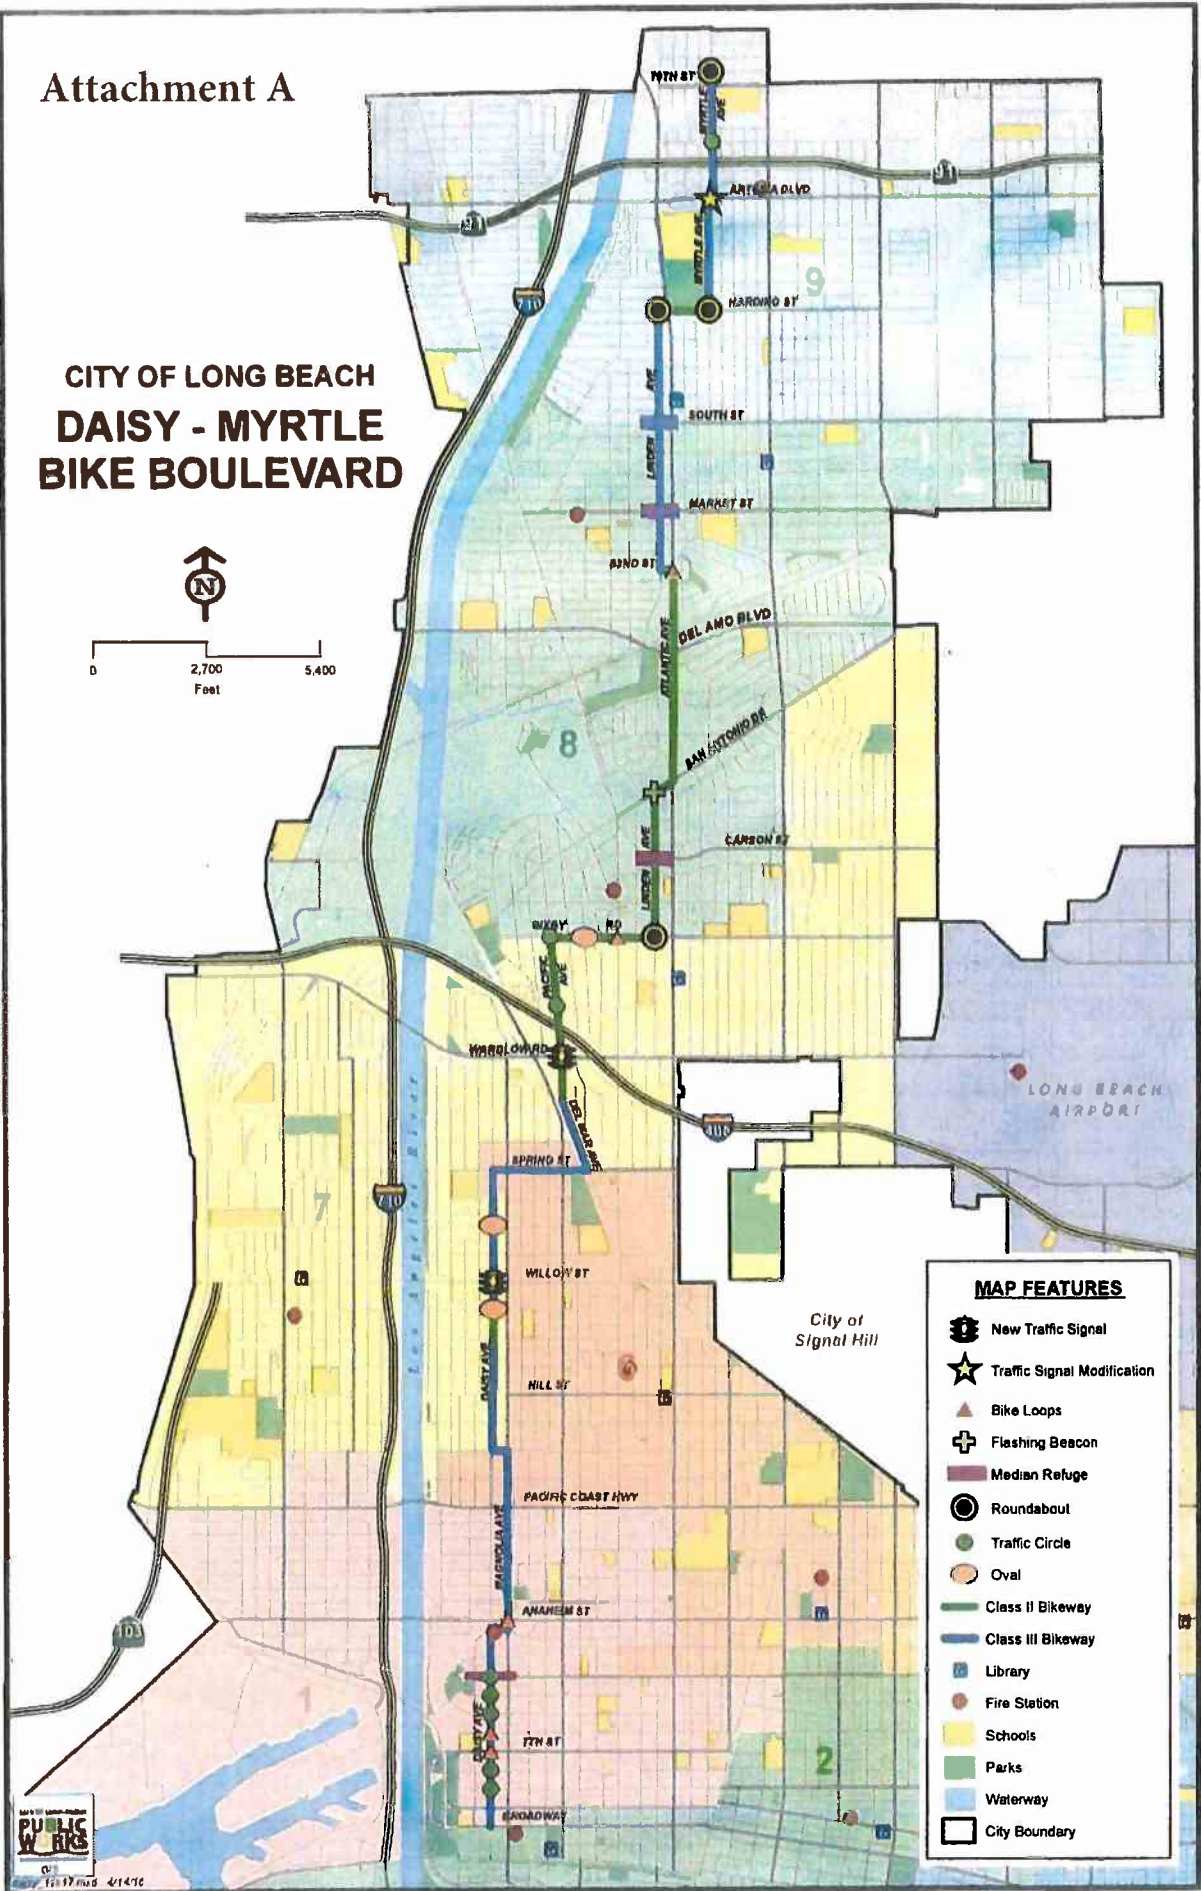 Attachment A
CITY OF LONG BEACH
DAISY - MYRTLE
BIKE BOULEVARD
N
0 2,700 5,400
Feet
70TH ST
MYRTLE AVE
91
ARTESIA BLVD
91
MYRTLE AVE
9
710
HARDING ST
LINDEN AVE
SOUTH ST
MARKET ST
52ND ST
DEL AMO BLVD
ATLANTIC AVE
8
SAN ANTONIO DR
LINDEN AVE
CARSON ST
BIXBY RD
PACIFIC AVE
WARDLOW RD
LONG BEACH
AIRPORT
DEL MAR AVE
405
SPRING ST
7
710
Los Angeles River
WILLOW ST
City of
Signal Hill
DAISY AVE
6
HILL ST
PACIFIC COAST HWY
MAGNOLIA AVE
ANAHEIM ST
103
1
DAISY AVE
7TH ST
2
BROADWAY
MAP FEATURES
New Traffic Signal
Traffic Signal Modification
Bike Loops
Flashing Beacon
Median Refuge
Roundabout
Traffic Circle
Oval
Class II Bikeway
Class III Bikeway
Library
Fire Station
Schools
Parks
Waterway
City Boundary
PUBLIC
WORKS